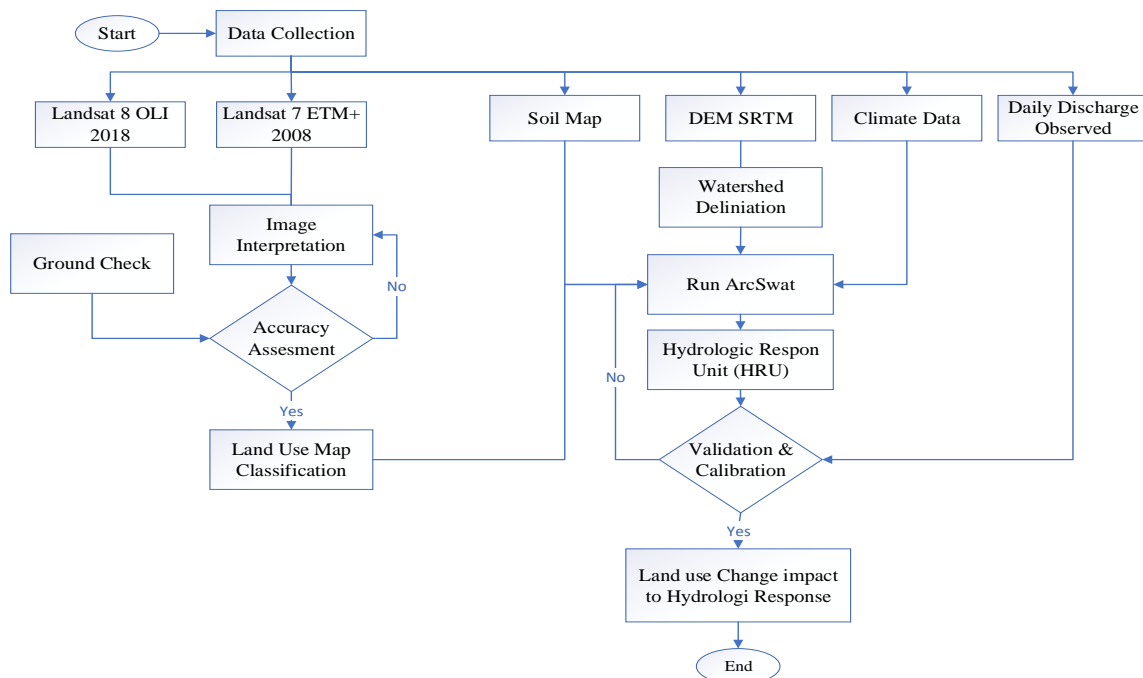 Start
Data Collection
Landsat 8 OLI
2018
Landsat 7 ETM+
2008
Soil Map
DEM SRTM
Climate Data
Daily Discharge
Observed
Watershed
Deliniation
Image
Interpretation
Ground Check
No
Run ArcSwat
Accuracy
Assesment
Hydrologic Respon
Unit (HRU)
No
Yes
Land Use Map
Classification
Validation &
Calibration
Yes
Land use Change impact
to Hydrologi Response
End